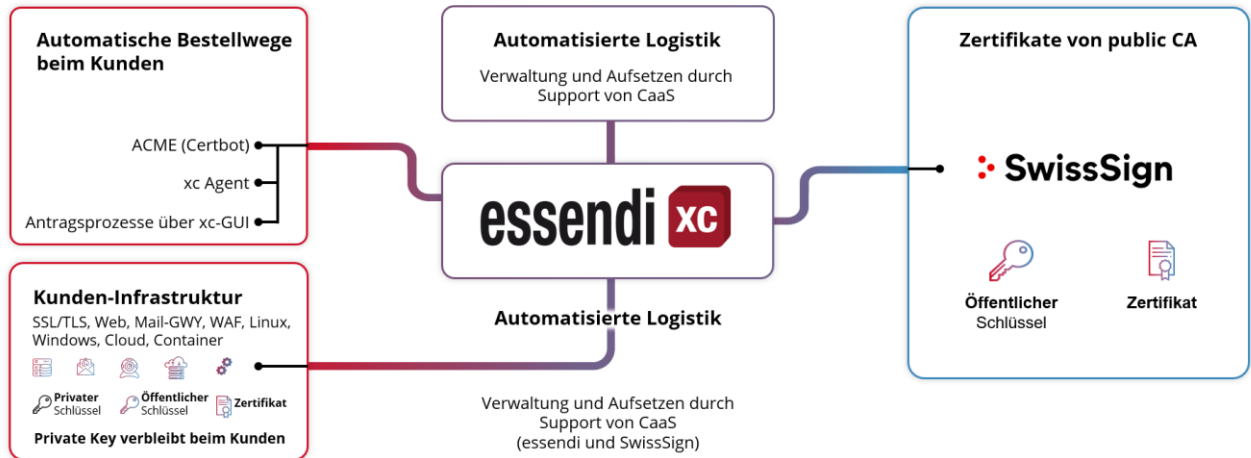 Automatische Bestellwege
beim Kunden
ACME (Certbot)
xc Agent
Antragsprozesse über xc-GUI
Kunden-Infrastruktur
SSL/TLS, Web, Mail-GWY, WAF, Linux,
Windows, Cloud, Container
Privater
Schlüssel
Öffentlicher
Schlüssel
Zertifikat
Private Key verbleibt beim Kunden
Automatisierte Logistik
Verwaltung und Aufsetzen durch
Support von CaaS
essendi xc
Automatisierte Logistik
Verwaltung und Aufsetzen durch
Support von CaaS
(essendi und SwissSign)
Zertifikate von public CA
SwissSign
Öffentlicher
Schlüssel
Zertifikat